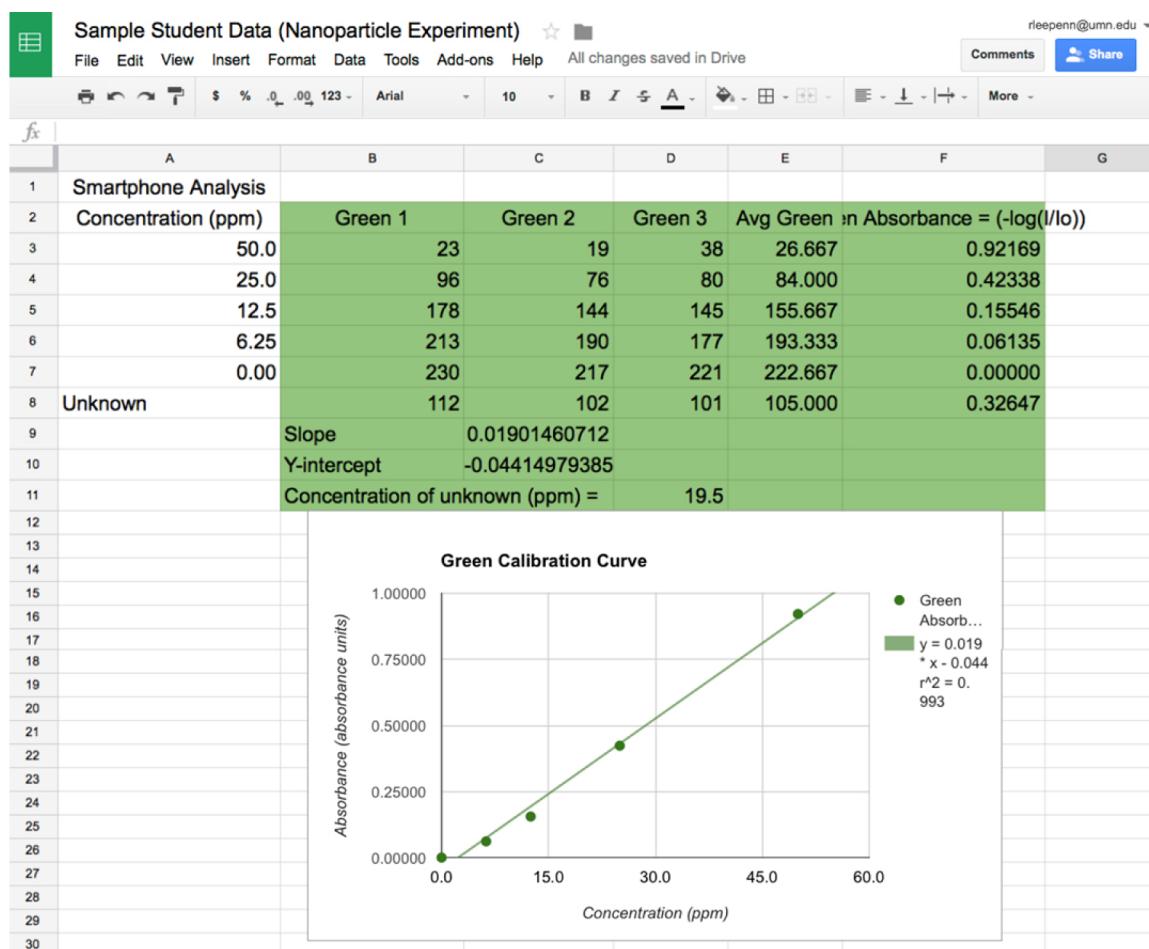 Sample Student Data (Nanoparticle Experiment)
rleepenn@umn.edu
File Edit View Insert Format Data Tools Add-ons Help All changes saved in Drive
Comments Share
$ % .0 .00 123 Arial 10 B I S A More
fx
A B C D E F G
1 Smartphone Analysis
2 Concentration (ppm) Green 1 Green 2 Green 3 Avg Green en Absorbance = (-log(I/Io))
3 50.0 23 19 38 26.667 0.92169
4 25.0 96 76 80 84.000 0.42338
5 12.5 178 144 145 155.667 0.15546
6 6.25 213 190 177 193.333 0.06135
7 0.00 230 217 221 222.667 0.00000
8 Unknown 112 102 101 105.000 0.32647
9 Slope 0.01901460712
10 Y-intercept -0.04414979385
11 Concentration of unknown (ppm) = 19.5
12
13
14
15
16
17
18
19
20
21
22
23
24
25
26
27
28
29
30
Green Calibration Curve
Absorbance (absorbance units)
1.00000
0.75000
0.50000
0.25000
0.00000
0.0 15.0 30.0 45.0 60.0
Concentration (ppm)
Green
Absorb...
y = 0.019
* x - 0.044
r^2 = 0.
993